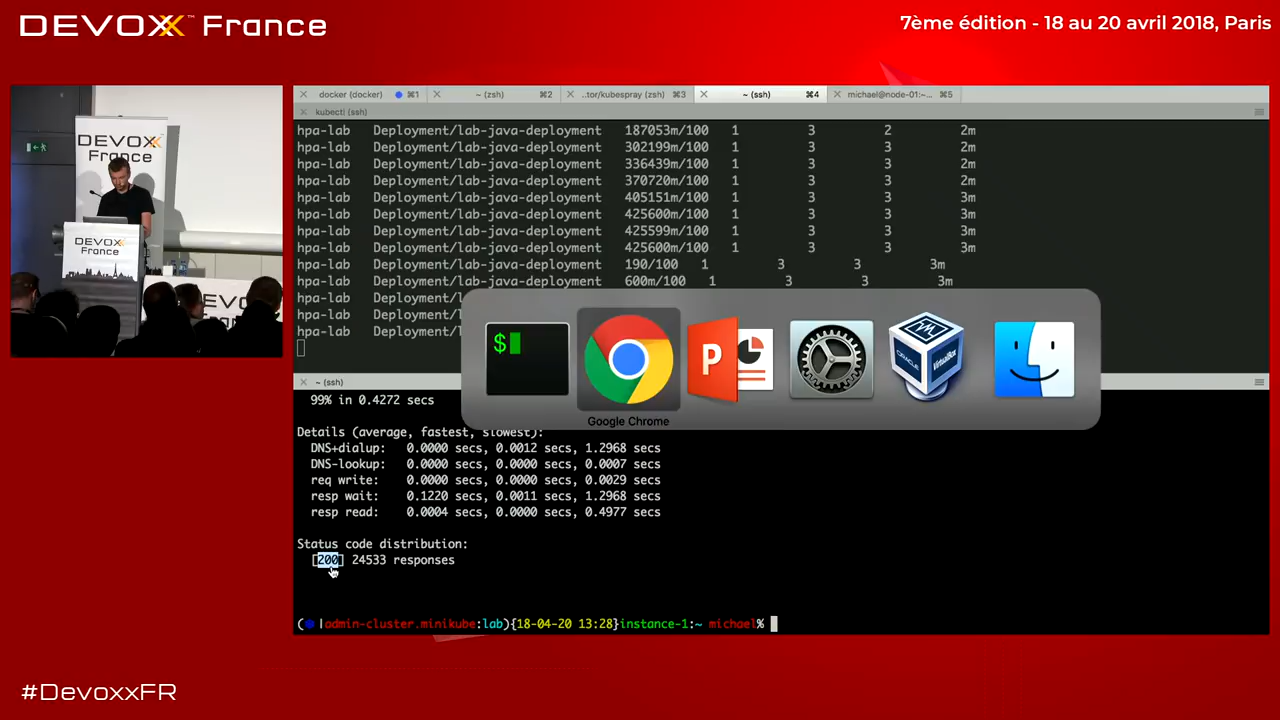 DEVOXX™ France
7ème édition - 18 au 20 avril 2018, Paris
docker (docker) ⌘1
~ (zsh) ⌘2
..tor/kubespray (zsh) ⌘3
~ (ssh) ⌘4
michael@node-01:~... ⌘5
kubectl (ssh)
hpa-lab Deployment/lab-java-deployment 187053m/100 1 3 2 2m
hpa-lab Deployment/lab-java-deployment 302199m/100 1 3 3 2m
hpa-lab Deployment/lab-java-deployment 336439m/100 1 3 3 2m
hpa-lab Deployment/lab-java-deployment 370720m/100 1 3 3 2m
hpa-lab Deployment/lab-java-deployment 405151m/100 1 3 3 3m
hpa-lab Deployment/lab-java-deployment 425600m/100 1 3 3 3m
hpa-lab Deployment/lab-java-deployment 425599m/100 1 3 3 3m
hpa-lab Deployment/lab-java-deployment 425600m/100 1 3 3 3m
hpa-lab Deployment/lab-java-deployment 190/100 1 3 3 3m
hpa-lab Deployment/lab-java-deployment 600m/100 1 3 3 3m
hpa-lab Deployment/l
hpa-lab Deployment/l
hpa-lab Deployment/l
DEVOXX
France
DEVOXX
France
DEVO
$
P
ORACLE
VirtualBox
Google Chrome
~ (ssh)
99% in 0.4272 secs
Details (average, fastest, slowest):
DNS+dialup: 0.0000 secs, 0.0012 secs, 1.2968 secs
DNS-lookup: 0.0000 secs, 0.0000 secs, 0.0007 secs
req write: 0.0000 secs, 0.0000 secs, 0.0029 secs
resp wait: 0.1220 secs, 0.0011 secs, 1.2968 secs
resp read: 0.0004 secs, 0.0000 secs, 0.4977 secs
Status code distribution:
[200] 24533 responses
(⎈ |admin-cluster.minikube:lab){18-04-20 13:28}instance-1:~ michael%
#DevoxxFR